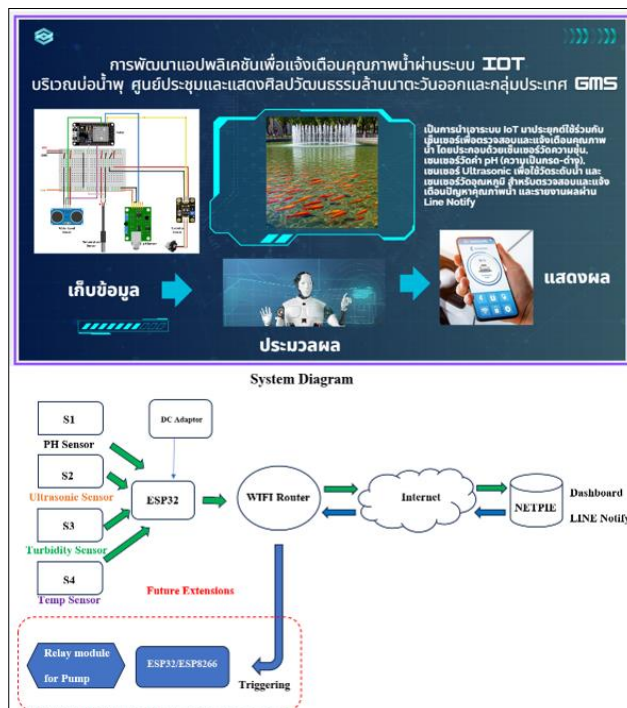 การพัฒนาแอปพลิเคชันเพื่อแจ้งเตือนคุณภาพน้ำผ่านระบบ IOT
บริเวณบ่อน้ำพุ ศูนย์ประชุมและแสดงศิลปวัฒนธรรมล้านนาตะวันออกและกลุ่มประเทศ GMS
เป็นการนำเอาระบบ IoT มาประยุกต์ใช้ร่วมกับ
เซ็นเซอร์เพื่อตรวจสอบและแจ้งเตือนคุณภาพ
น้ำ โดยประกอบด้วยเซ็นเซอร์วัดความขุ่น,
เซนเซอร์วัดค่า pH (ความเป็นกรด-ด่าง),
เซนเซอร์ Ultrasonic เพื่อใช้วัดระดับน้ำ และ
เซนเซอร์วัดอุณหภูมิ สำหรับตรวจสอบและแจ้ง
เตือนปัญหาคุณภาพน้ำ และรายงานผลผ่าน
Line Notify
เก็บข้อมูล
ประมวลผล
แสดงผล
System Diagram
S1
PH Sensor
DC Adaptor
S2
Ultrasonic Sensor
ESP32
WIFI Router
Internet
NETPIE
Dashboard
LINE Notify
S3
Turbidity Sensor
S4
Temp Sensor
Future Extensions
Relay module
for Pump
ESP32/ESP8266
Triggering